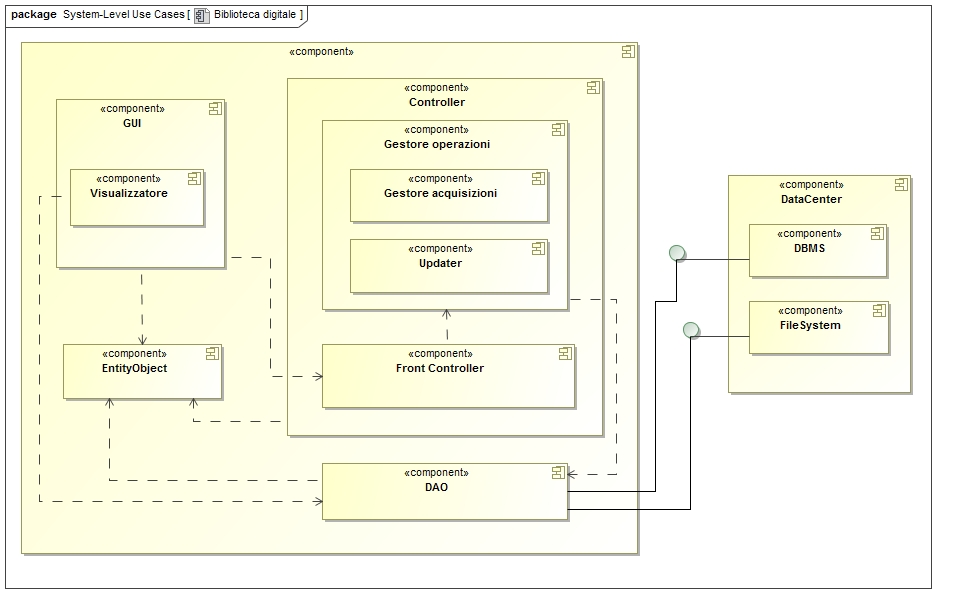 package System-Level Use Cases [ Biblioteca digitale ]
«component»
«component»
GUI
«component»
Visualizzatore
«component»
EntityObject
«component»
Controller
«component»
Gestore operazioni
«component»
Gestore acquisizioni
«component»
Updater
«component»
Front Controller
«component»
DAO
«component»
DataCenter
«component»
DBMS
«component»
FileSystem